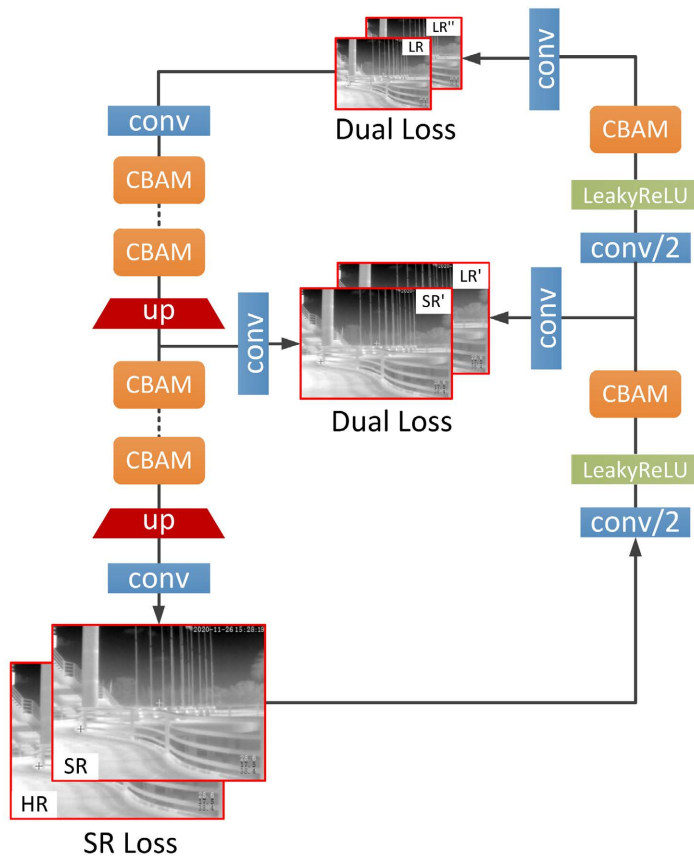 LR''
LR
Dual Loss
conv
conv
CBAM
CBAM
LeakyReLU
CBAM
conv/2
LR'
SR'
up
conv
conv
Dual Loss
CBAM
CBAM
CBAM
LeakyReLU
up
conv/2
conv
2020-11-26 15:28:19
SR
HR
SR Loss